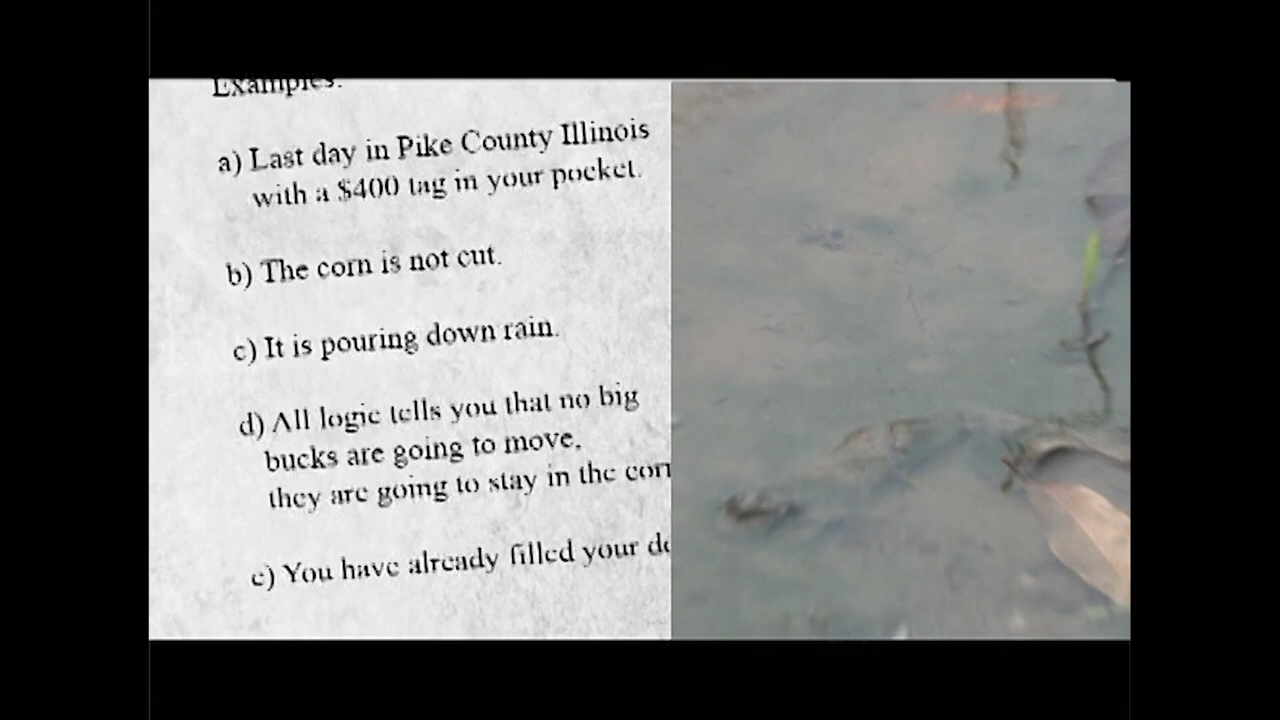 Examples:
a) Last day in Pike County Illinois
with a $400 tag in your pocket.
b) The corn is not cut.
c) It is pouring down rain.
d) All logic tells you that no big
bucks are going to move,
they are going to stay in the
e) You have already filled your